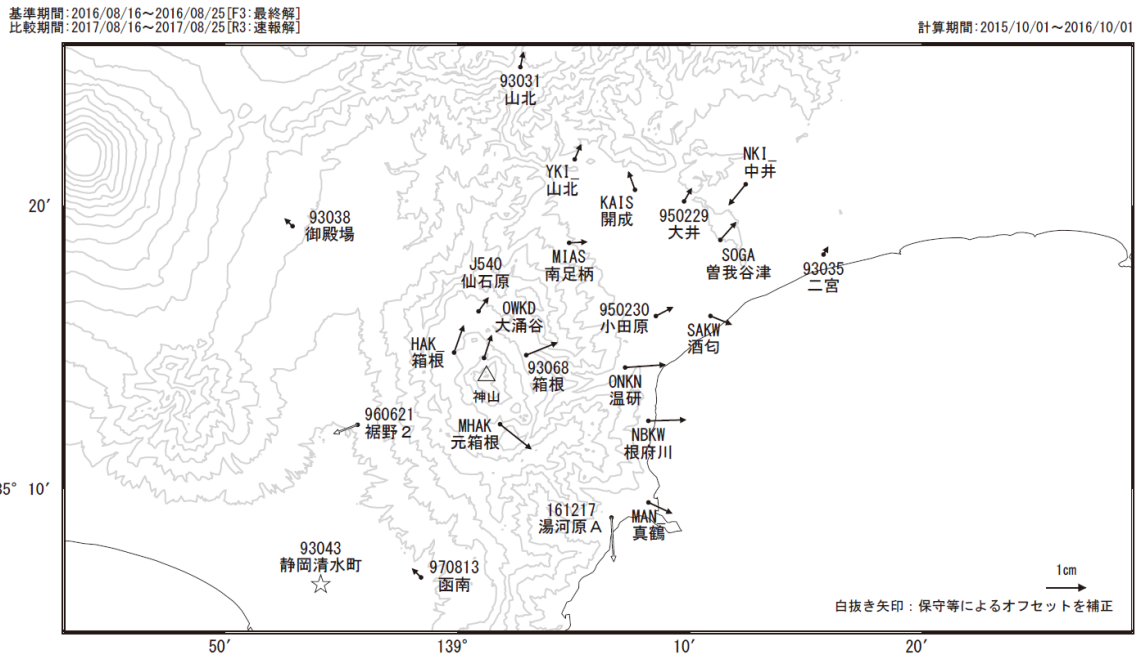 基準期間:2016/08/16～2016/08/25[F3:最終解]
比較期間:2017/08/16～2017/08/25[R3:速報解]
計算期間:2015/10/01～2016/10/01
93031
山北
NKI_
中井
YKI_
山北
KAIS
開成
950229
大井
20′
93038
御殿場
SOGA
曽我谷津
MIAS
南足柄
93035
二宮
J540
仙石原
OWKD
大涌谷
950230
小田原
SAKW
酒匂
HAK_
箱根
93068
箱根
ONKN
温研
神山
960621
裾野２
MHAK
元箱根
NBKW
根府川
35° 10′
161217
湯河原Ａ
MAN_
真鶴
93043
静岡清水町
970813
函南
1cm
白抜き矢印：保守等によるオフセットを補正
50′
139°
10′
20′